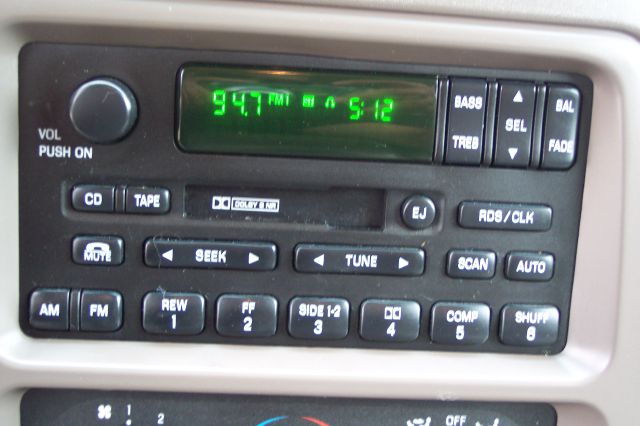 94.7 FM1 5:12
BASS
SEL
BAL
TREB
FADE
VOL
PUSH ON
CD TAPE
DOLBY B NR
EJ
RDS/CLK
MUTE
SEEK
TUNE
SCAN
AUTO
AM
FM
REW
1
FF
2
SIDE 1-2
3
4
COMP
5
SHUFF
6
1
2
OFF